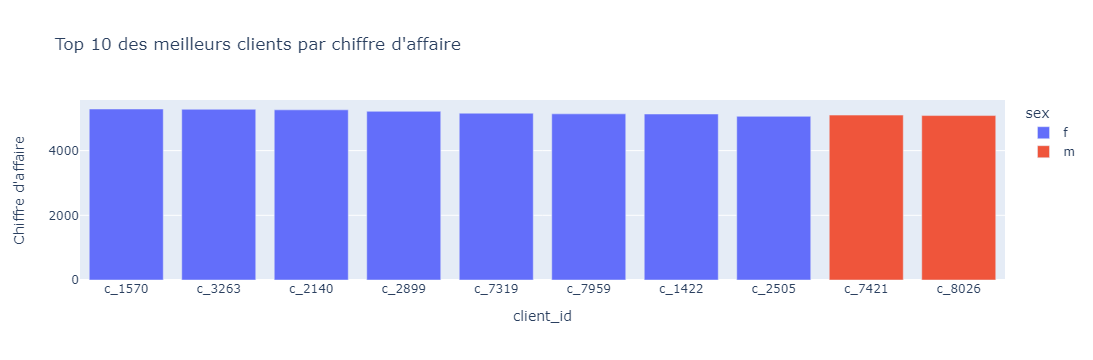 Top 10 des meilleurs clients par chiffre d'affaire
Chiffre d'affaire
4000
2000
0
c_1570 c_3263 c_2140 c_2899 c_7319 c_7959 c_1422 c_2505 c_7421 c_8026
client_id
sex
f
m